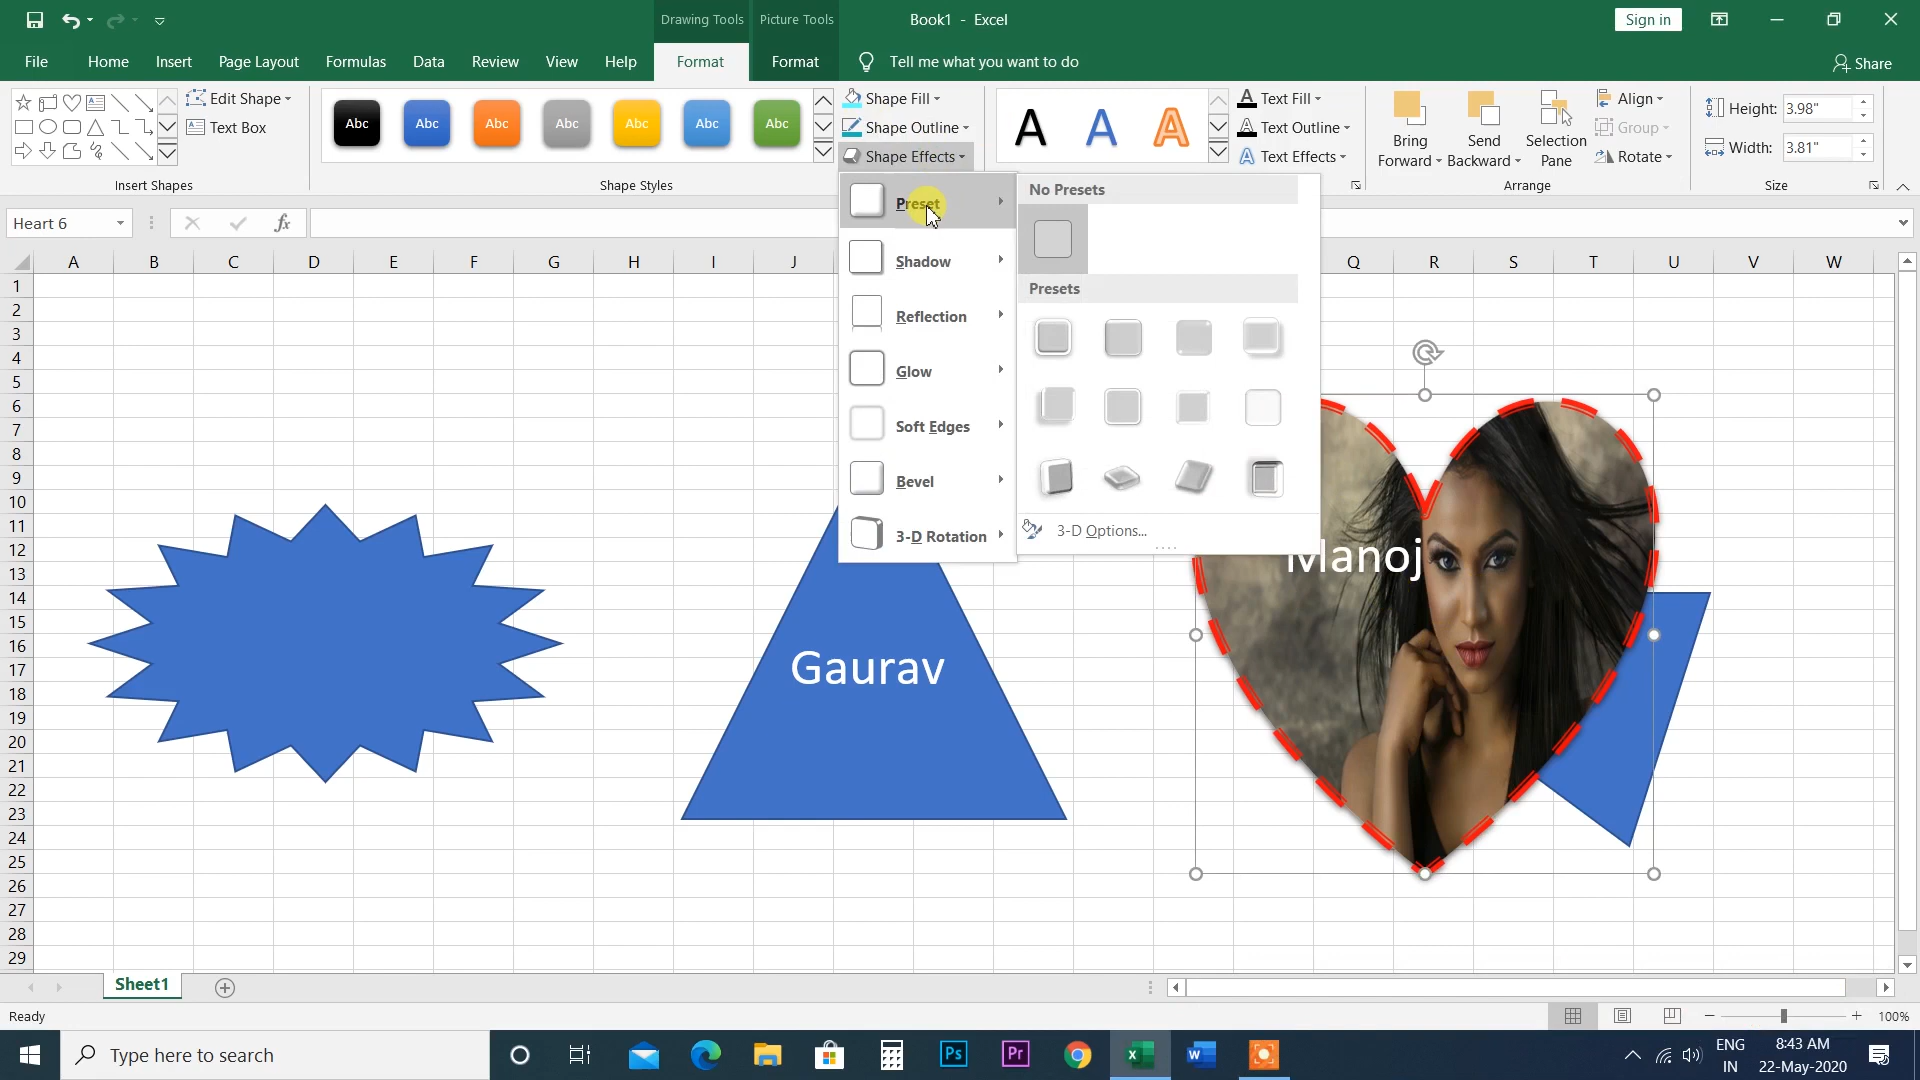 Drawing Tools Picture Tools Book1 - Excel Sign in
File Home Insert Page Layout Formulas Data Review View Help Format Format Tell me what you want to do Share
Edit Shape
Text Box
Insert Shapes
Abc Abc Abc Abc Abc Abc Abc
Shape Styles
Shape Fill
Shape Outline
Shape Effects
A A A
A Text Fill
A Text Outline
A Text Effects
Bring Forward
Send Backward
Selection Pane
Align
Group
Rotate
Arrange
Height: 3.98"
Width: 3.81"
Size
Heart 6 fx
A B C D E F G H I J Q R S T U V W
Preset
Shadow
Reflection
Glow
Soft Edges
Bevel
3-D Rotation
No Presets
Presets
3-D Options...
1
2
3
4
5
6
7
8
9
10
11
12
13
14
15
16
17
18
19
20
21
22
23
24
25
26
27
28
29
Manoj
Gaurav
Sheet1
Ready 100%
Type here to search
Ps Pr X W
ENG
IN
8:43 AM
22-May-2020